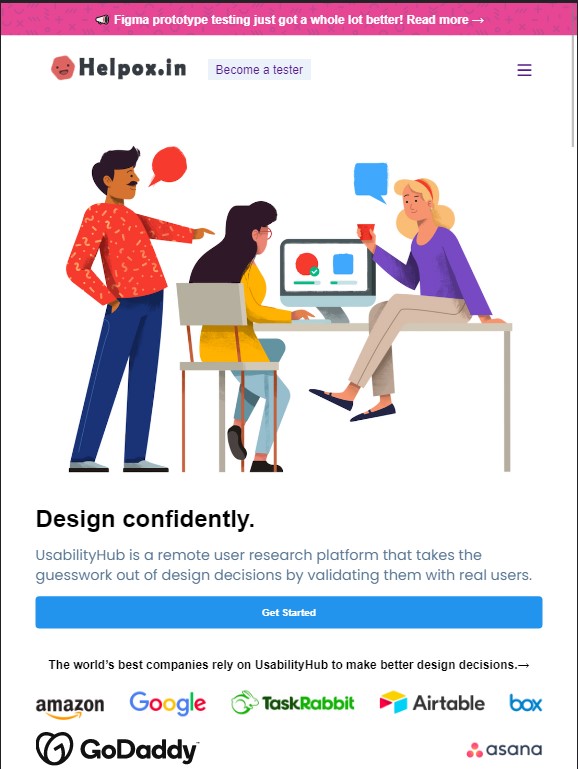 Figma prototype testing just got a whole lot better! Read more →
Helpox.in
Become a tester
Design confidently.
UsabilityHub is a remote user research platform that takes the
guesswork out of design decisions by validating them with real users.
Get Started
The world's best companies rely on UsabilityHub to make better design decisions.→
amazon Google TaskRabbit Airtable box
GoDaddy asana